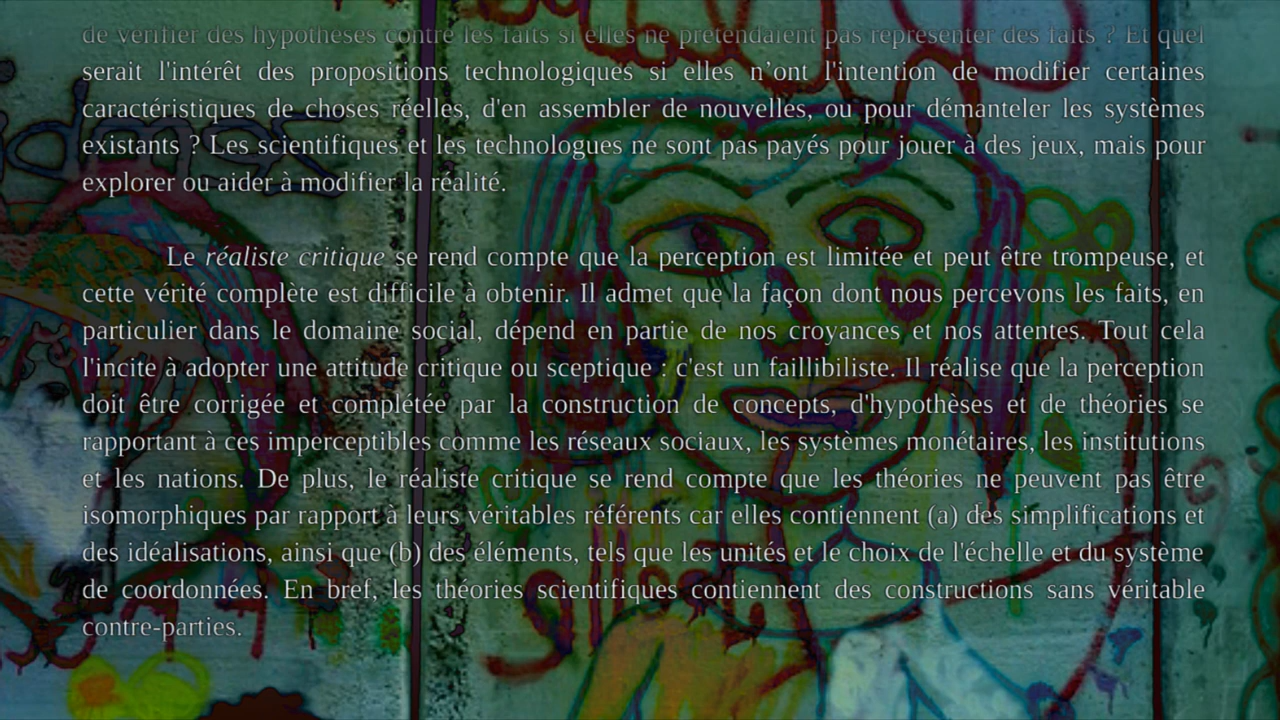 de vérifier des hypothèses contre les faits si elles ne prétendaient pas représenter des faits ? Et quel
serait l'intérêt des propositions technologiques si elles n’ont l'intention de modifier certaines
caractéristiques de choses réelles, d'en assembler de nouvelles, ou pour démanteler les systèmes
existants ? Les scientifiques et les technologues ne sont pas payés pour jouer à des jeux, mais pour
explorer ou aider à modifier la réalité.
Le réaliste critique se rend compte que la perception est limitée et peut être trompeuse, et
cette vérité complète est difficile à obtenir. Il admet que la façon dont nous percevons les faits, en
particulier dans le domaine social, dépend en partie de nos croyances et nos attentes. Tout cela
l'incite à adopter une attitude critique ou sceptique : c'est un faillibiliste. Il réalise que la perception
doit être corrigée et complétée par la construction de concepts, d'hypothèses et de théories se
rapportant à ces imperceptibles comme les réseaux sociaux, les systèmes monétaires, les institutions
et les nations. De plus, le réaliste critique se rend compte que les théories ne peuvent pas être
isomorphiques par rapport à leurs véritables référents car elles contiennent (a) des simplifications et
des idéalisations, ainsi que (b) des éléments, tels que les unités et le choix de l'échelle et du système
de coordonnées. En bref, les théories scientifiques contiennent des constructions sans véritable
contre-parties.